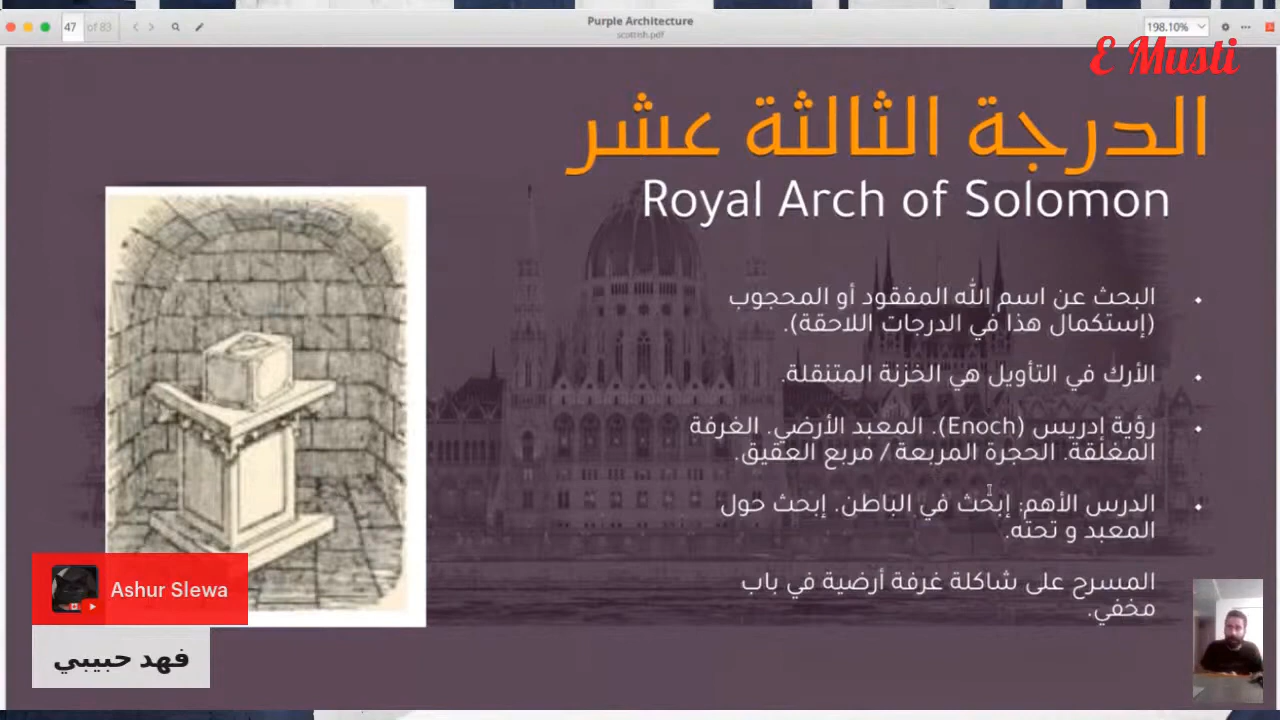 47 of 83
Purple Architecture
scottish.pdf
198.10%
E Musti
الدرجة الثالثة عشر
Royal Arch of Solomon
البحث عن اسم الله المفقود أو المحجوب
(إستكمال هذا في الدرجات اللاحقة).
الأرك في التأويل هي الخزنة المتنقلة.
رؤية إدريس (Enoch). المعبد الأرضي. الغرفة
المغلقة. الحجرة المربعة / مربع العقيق.
الدرس الأهم: إبحث في الباطن. إبحث حول
المعبد و تحته.
المسرح على شاكلة غرفة أرضية في باب
مخفي.
Ashur Slewa
فهد حبيبي